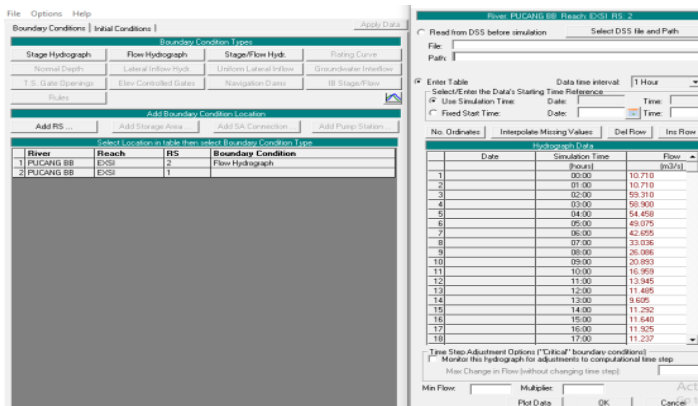 File Options Help
Boundary Conditions Initial Conditions Apply Data
Boundary Condition Types
Stage Hydrograph Flow Hydrograph Stage/Flow Hydr. Rating Curve
Normal Depth Lateral Inflow Hydr. Uniform Lateral Inflow Groundwater Interflow
T.S. Gate Openings Elev Controlled Gates Navigation Dams IB Stage/Flow
Rules
Add Boundary Condition Location
Add RS ... Add Storage Area ... Add SA Connection ... Add Pump Station ...
Select Location in table then select Boundary Condition Type
River Reach RS Boundary Condition
1 PUCANG BB EXSI 2 Flow Hydrograph
2 PUCANG BB EXSI 1
River: PUCANG BB Reach: EXSI RS: 2
Read from DSS before simulation Select DSS file and Path
File:
Path:
Enter Table Data time interval: 1 Hour
Select/Enter the Data's Starting Time Reference
Use Simulation Time: Date: Time:
Fixed Start Time: Date: Time:
No. Ordinates Interpolate Missing Values Del Row Ins Row
Hydrograph Data
Date Simulation Time Flow
(hours) (m3/s)
1 00:00 10.710
2 01:00 10.710
3 02:00 59.310
4 03:00 58.900
5 04:00 54.458
6 05:00 49.075
7 06:00 42.655
8 07:00 33.036
9 08:00 26.086
10 09:00 20.893
11 10:00 16.959
12 11:00 13.945
13 12:00 11.485
14 13:00 9.605
15 14:00 11.292
16 15:00 11.640
17 16:00 11.925
18 17:00 11.237
Time Step Adjustment Options ("Critical" boundary conditions)
Monitor this hydrograph for adjustments to computational time step
Max Change in Flow (without changing time step):
Min Flow: Multiplier:
Plot Data OK Cancel